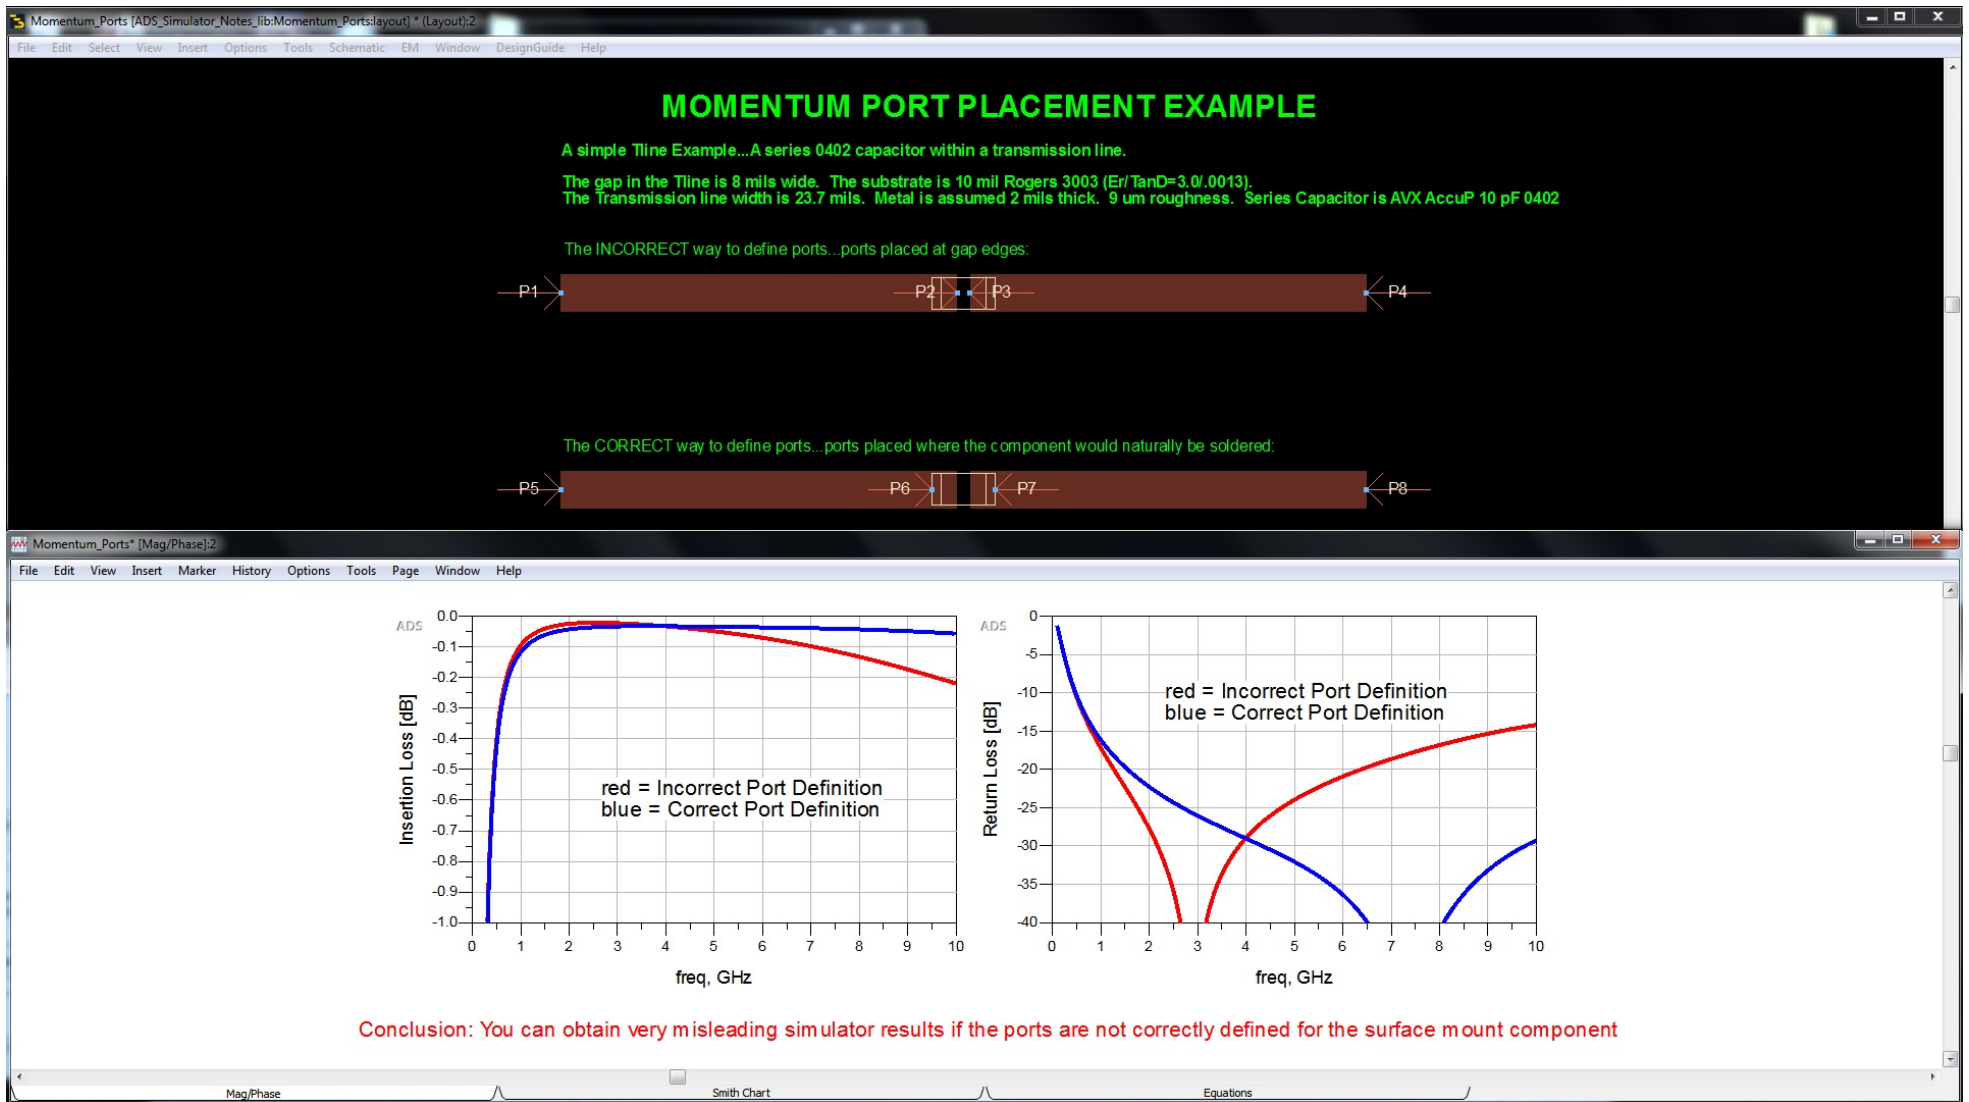 Momentum_Ports [ADS_Simulator_Notes_lib:Momentum_Ports:layout] * (Layout):2
File Edit Select View Insert Options Tools Schematic EM Window DesignGuide Help
MOMENTUM PORT PLACEMENT EXAMPLE
A simple Tline Example...A series 0402 capacitor within a transmission line.
The gap in the Tline is 8 mils wide. The substrate is 10 mil Rogers 3003 (Er/TanD=3.0/.0013).
The Transmission line width is 23.7 mils. Metal is assumed 2 mils thick. 9 um roughness. Series Capacitor is AVX AccuP 10 pF 0402
The INCORRECT way to define ports...ports placed at gap edges:
P1 P2 P3 P4
The CORRECT way to define ports...ports placed where the component would naturally be soldered:
P5 P6 P7 P8
Momentum_Ports* [Mag/Phase]:2
File Edit View Insert Marker History Options Tools Page Window Help
ADS
0.0
-0.1
-0.2
-0.3
-0.4
-0.5
-0.6
-0.7
-0.8
-0.9
-1.0
Insertion Loss [dB]
red = Incorrect Port Definition
blue = Correct Port Definition
0 1 2 3 4 5 6 7 8 9 10
freq, GHz
ADS
0
-5
-10
-15
-20
-25
-30
-35
-40
Return Loss [dB]
red = Incorrect Port Definition
blue = Correct Port Definition
0 1 2 3 4 5 6 7 8 9 10
freq, GHz
Conclusion: You can obtain very misleading simulator results if the ports are not correctly defined for the surface mount component
Mag/Phase Smith Chart Equations